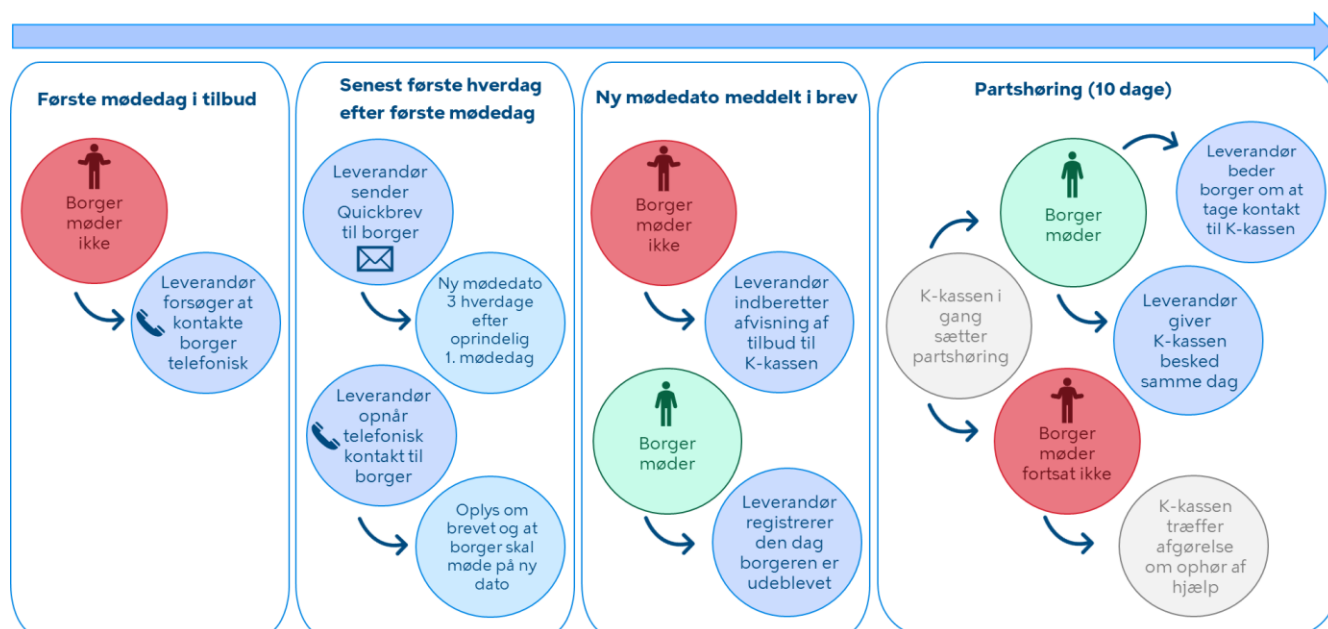 Første mødedag i tilbud
Borger
møder
ikke
Leverandør
forsøger at
kontakte
borger
telefonisk
Senest første hverdag
efter første mødedag
Leverandør
sender
Quickbrev
til borger
Ny mødedato
3 hverdage
efter
oprindelig
1. mødedag
Leverandør
opnår
telefonisk
kontakt til
borger
Oplys om
brevet og at
borger skal
møde på ny
dato
Ny mødedato meddelt i brev
Borger
møder
ikke
Leverandør
indberetter
afvisning af
tilbud til
K-kassen
Borger
møder
Leverandør
registrerer
den dag
borgeren er
udeblevet
Partshøring (10 dage)
K-kassen i
gang
sætter
partshøring
Borger
møder
Leverandør
beder
borger om at
tage kontakt
til K-kassen
Leverandør
giver
K-kassen
besked
samme dag
Borger
møder
fortsat ikke
K-kassen
træffer
afgørelse
om ophør af
hjælp